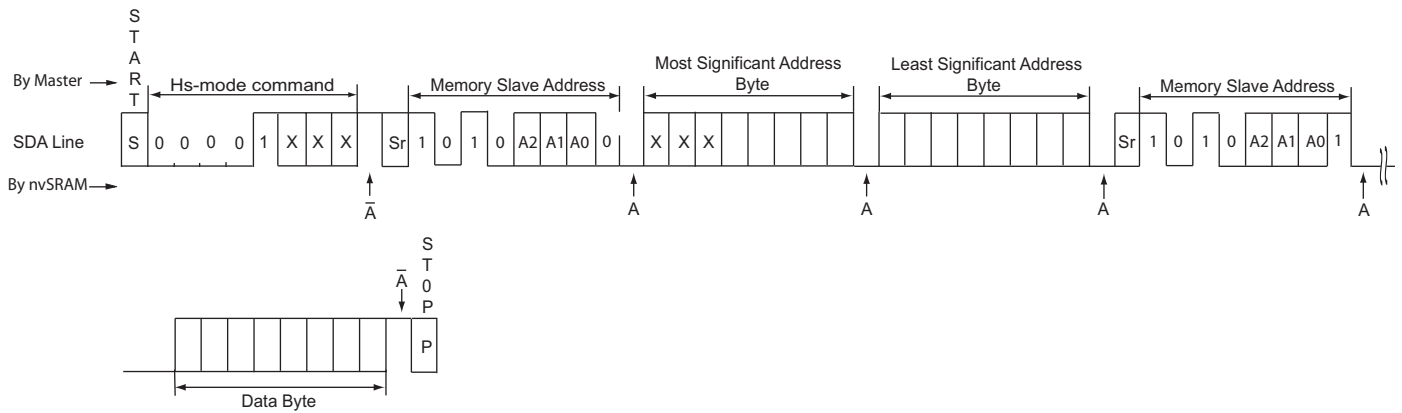 START
By Master
Hs-mode command
Memory Slave Address
Most Significant Address Byte
Least Significant Address Byte
Memory Slave Address
SDA Line
S 0 0 0 0 1 X X X Sr 1 0 1 0 A2 A1 A0 0 X X X Sr 1 0 1 0 A2 A1 A0 1
By nvSRAM
A̅ A A A A
A̅
ST0P
P
Data Byte